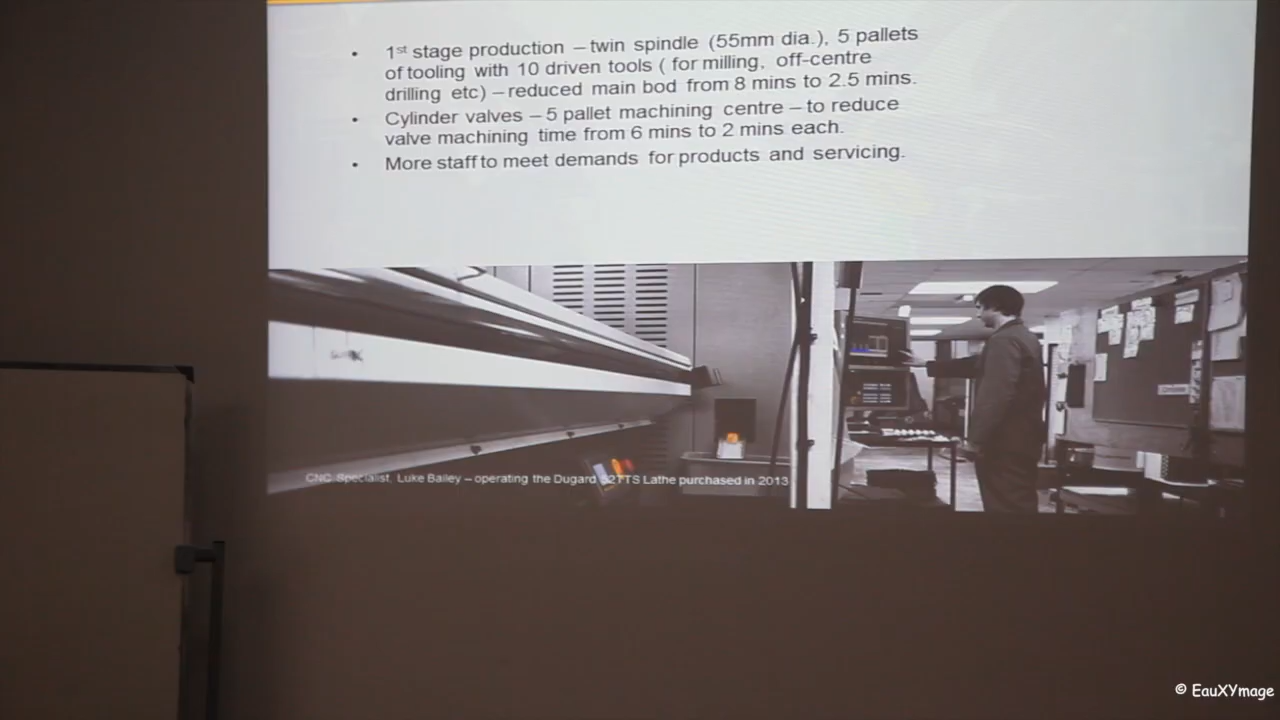 • 1st stage production – twin spindle (55mm dia.), 5 pallets
of tooling with 10 driven tools ( for milling, off-centre
drilling etc) – reduced main bod from 8 mins to 2.5 mins.
• Cylinder valves – 5 pallet machining centre – to reduce
valve machining time from 6 mins to 2 mins each.
• More staff to meet demands for products and servicing.
CNC Specialist, Luke Bailey – operating the Dugard Lathe purchased in 2013
© EauXYmage